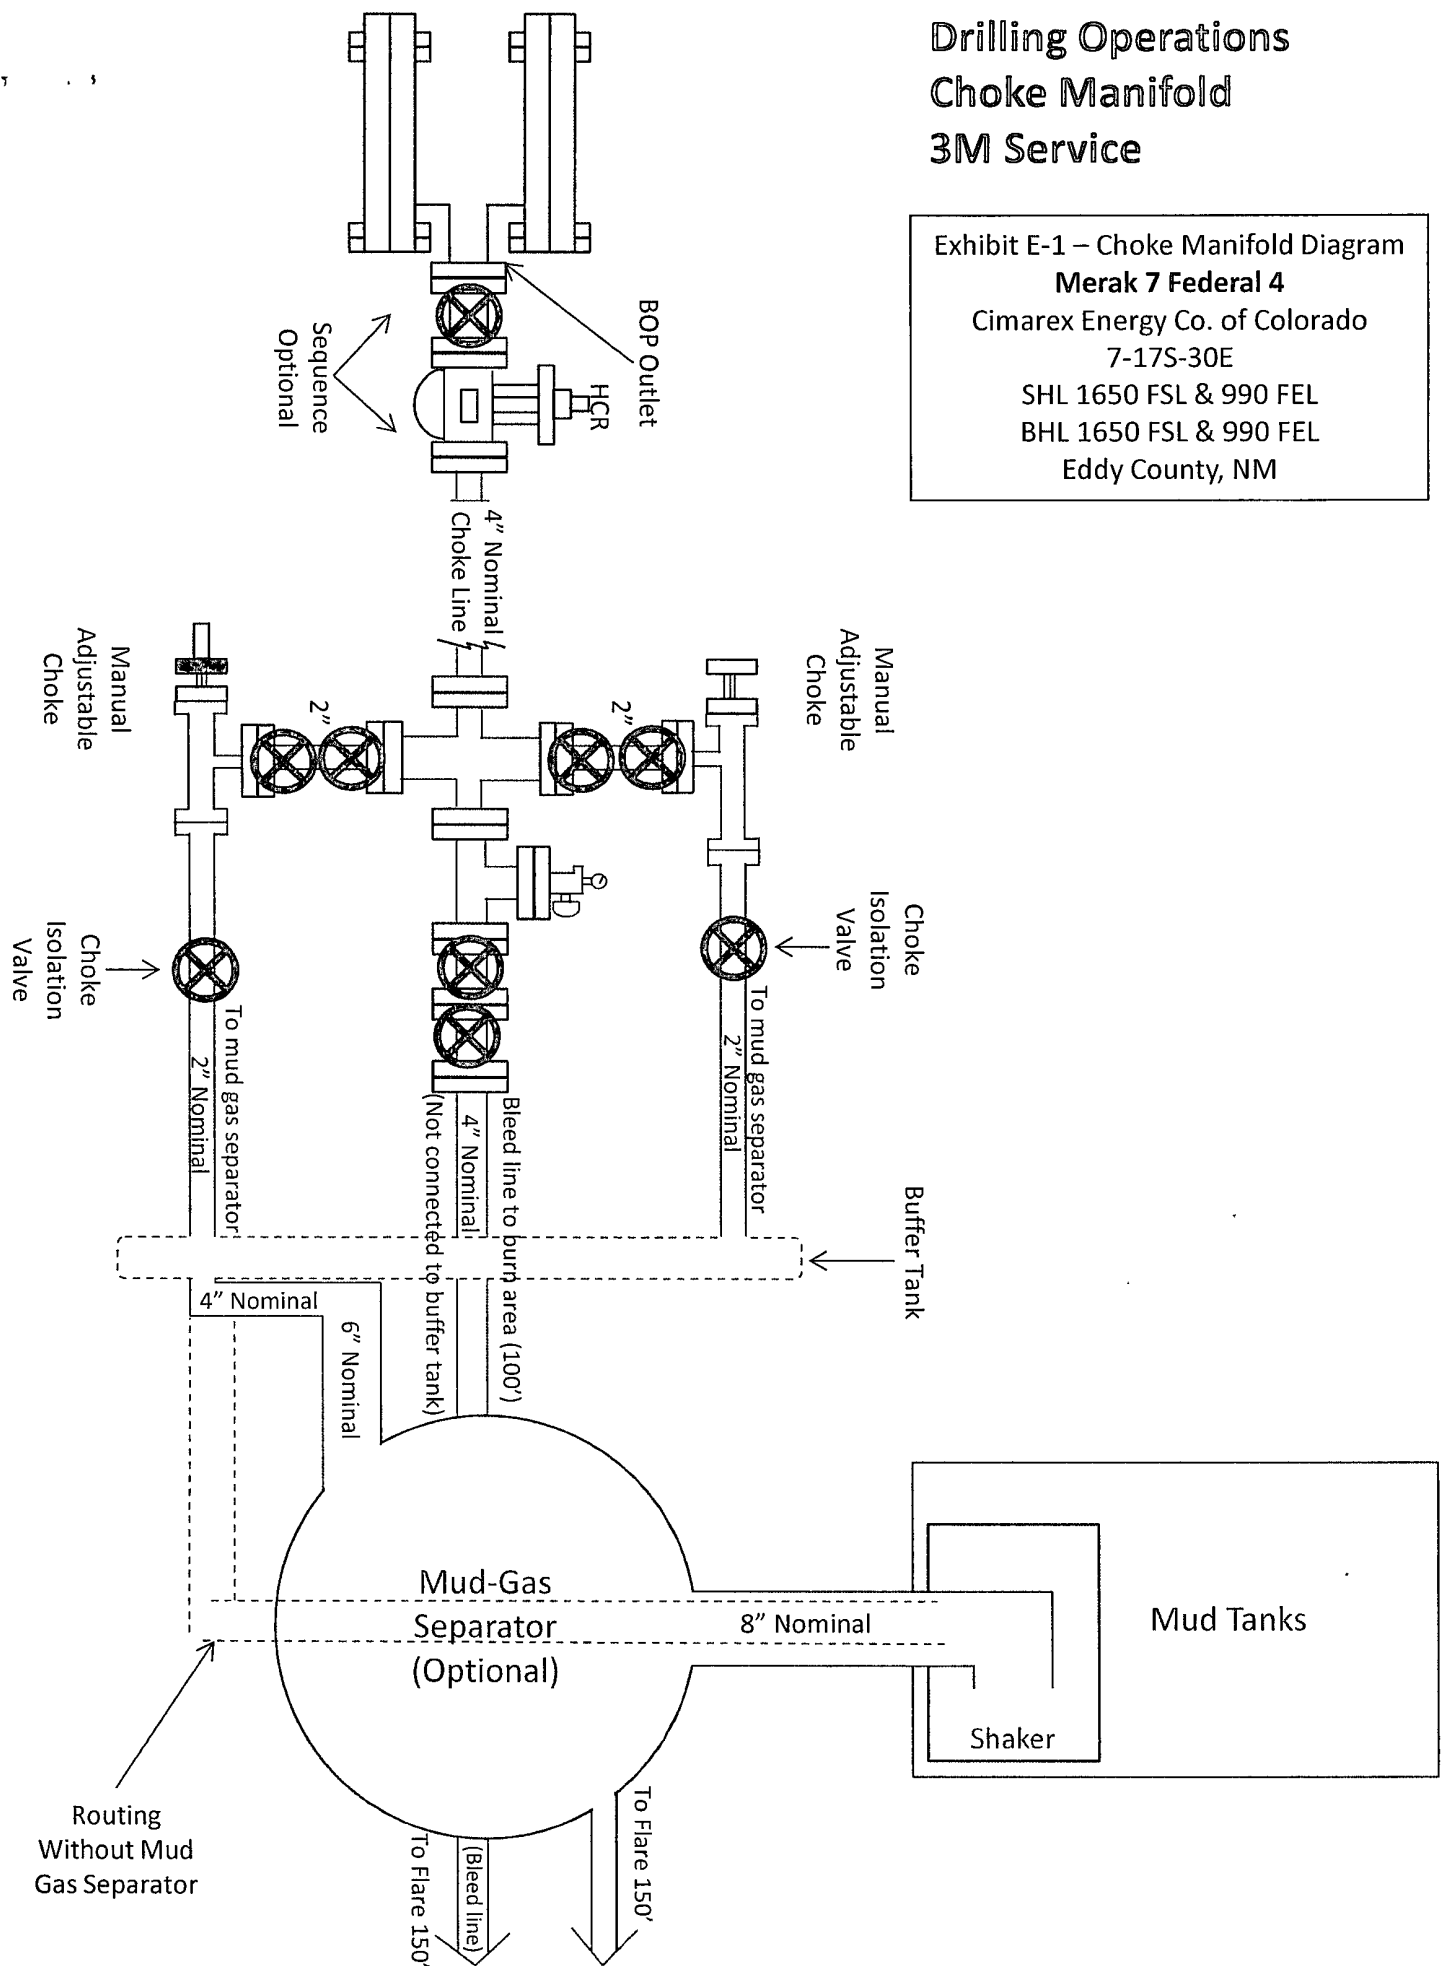 Drilling Operations
Choke Manifold
3M Service
Exhibit E-1 – Choke Manifold Diagram
Merak 7 Federal 4
Cimarex Energy Co. of Colorado
7-17S-30E
SHL 1650 FSL & 990 FEL
BHL 1650 FSL & 990 FEL
Eddy County, NM
BOP Outlet
HCR
Sequence
Optional
4” Nominal
Choke Line
Manual
Adjustable
Choke
Manual
Adjustable
Choke
2”
2”
Choke
Isolation
Valve
Choke
Isolation
Valve
To mud gas separator
2” Nominal
To mud gas separator
2” Nominal
Bleed line to burn area (100’)
4” Nominal
(Not connected to buffer tank)
Buffer Tank
4” Nominal
6” Nominal
Mud-Gas
Separator
(Optional)
8” Nominal
Mud Tanks
Shaker
Routing
Without Mud
Gas Separator
To Flare 150’
(Bleed line)
To Flare 150’